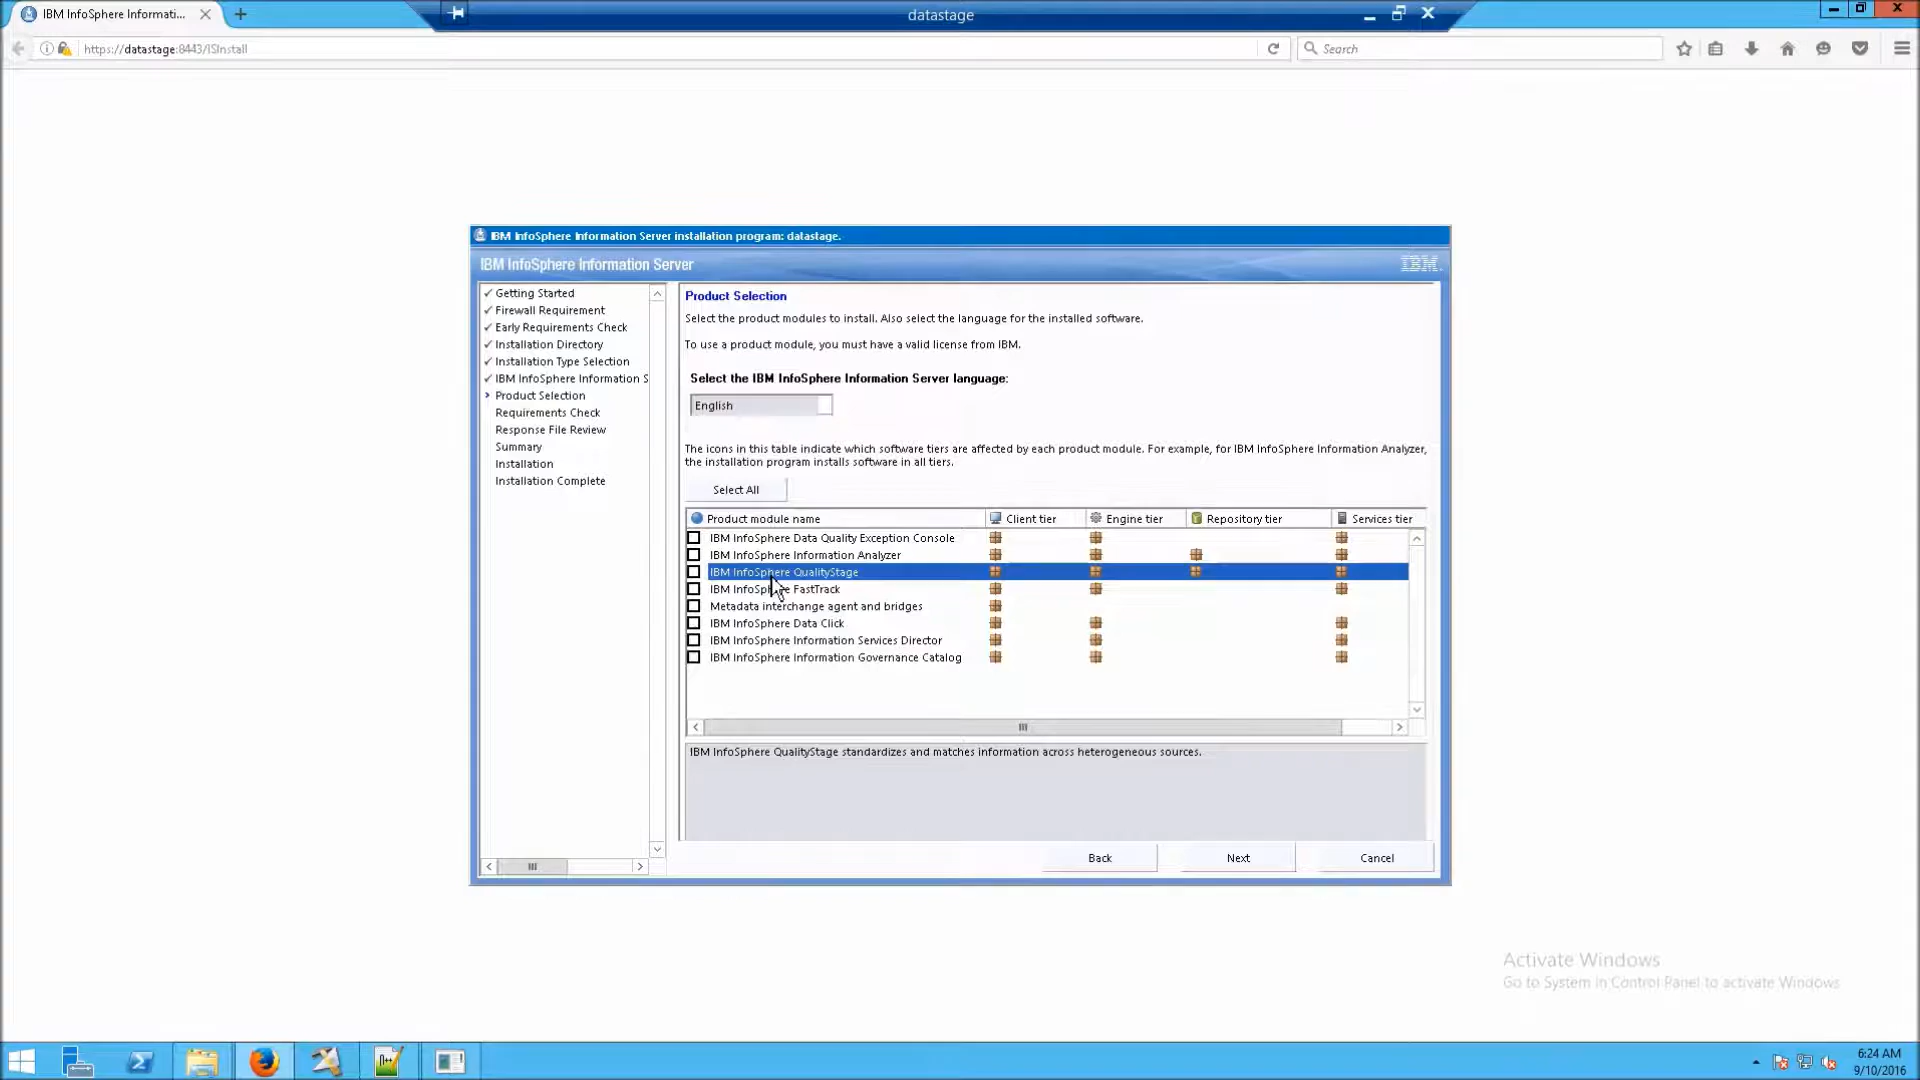 IBM InfoSphere Informati...
datastage
https://datastage:8443/ISInstall
Search
IBM InfoSphere Information Server installation program: datastage.
IBM InfoSphere Information Server
IBM.
Getting Started
Firewall Requirement
Early Requirements Check
Installation Directory
Installation Type Selection
IBM InfoSphere Information S
Product Selection
Requirements Check
Response File Review
Summary
Installation
Installation Complete
Product Selection
Select the product modules to install. Also select the language for the installed software.
To use a product module, you must have a valid license from IBM.
Select the IBM InfoSphere Information Server language:
English
The icons in this table indicate which software tiers are affected by each product module. For example, for IBM InfoSphere Information Analyzer,
the installation program installs software in all tiers.
Select All
Product module name Client tier Engine tier Repository tier Services tier
IBM InfoSphere Data Quality Exception Console
IBM InfoSphere Information Analyzer
IBM InfoSphere QualityStage
IBM InfoSphere FastTrack
Metadata interchange agent and bridges
IBM InfoSphere Data Click
IBM InfoSphere Information Services Director
IBM InfoSphere Information Governance Catalog
IBM InfoSphere QualityStage standardizes and matches information across heterogeneous sources.
Back Next Cancel
Activate Windows
Go to System in Control Panel to activate Windows
6:24 AM
9/10/2016